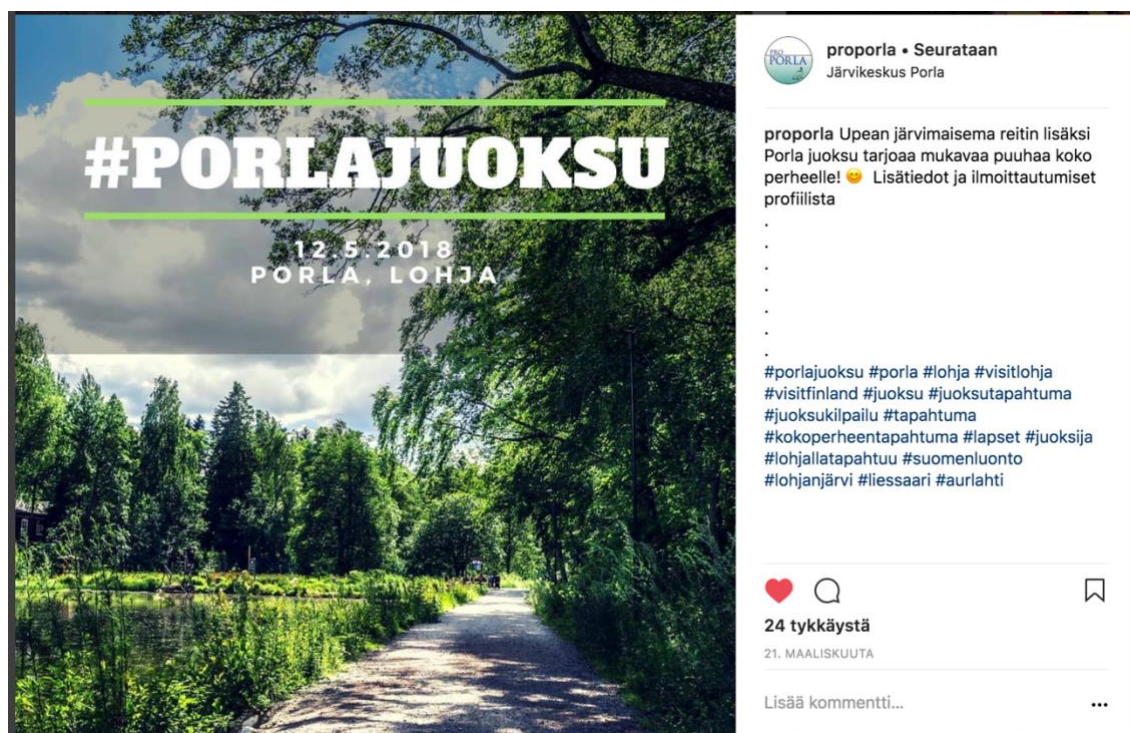 #PORLAJUOKSU
12.5.2018
PORLA, LOHJA
PRO
PORLA
proporla • Seurataan
Järvikeskus Porla
proporla Upean järvimaisema reitin lisäksi
Porla juoksu tarjoaa mukavaa puuhaa koko
perheelle! 😊 Lisätiedot ja ilmoittautumiset
profiilista
.
.
.
.
.
.
.
#porlajuoksu #porla #lohja #visitlohja
#visitfinland #juoksu #juoksutapahtuma
#juoksukilpailu #tapahtuma
#kokoperheentapahtuma #lapset #juoksija
#lohjallatapahtuu #suomenluonto
#lohjanjärvi #liessaari #aurlahti
24 tykkäystä
21. MAALISKUUTA
Lisää kommentti...